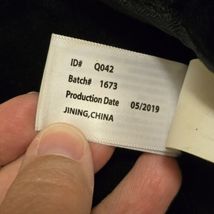 ID# Q042
Batch# 1673
Production Date 05/2019
JINING,CHINA